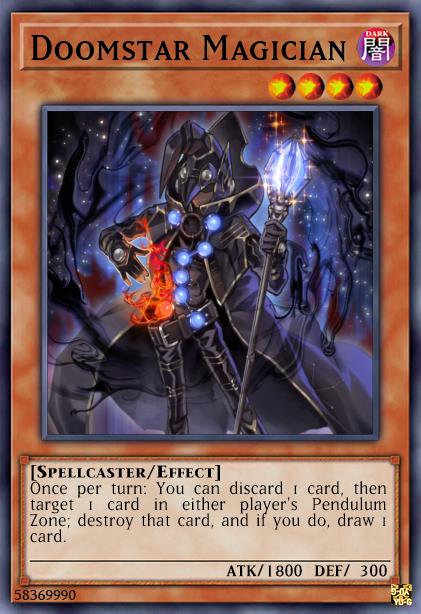 Doomstar Magician
DARK
闇
[Spellcaster/Effect]
Once per turn: You can discard 1 card, then
target 1 card in either player's Pendulum
Zone; destroy that card, and if you do, draw 1
card.
ATK/1800 DEF/ 300
58369990